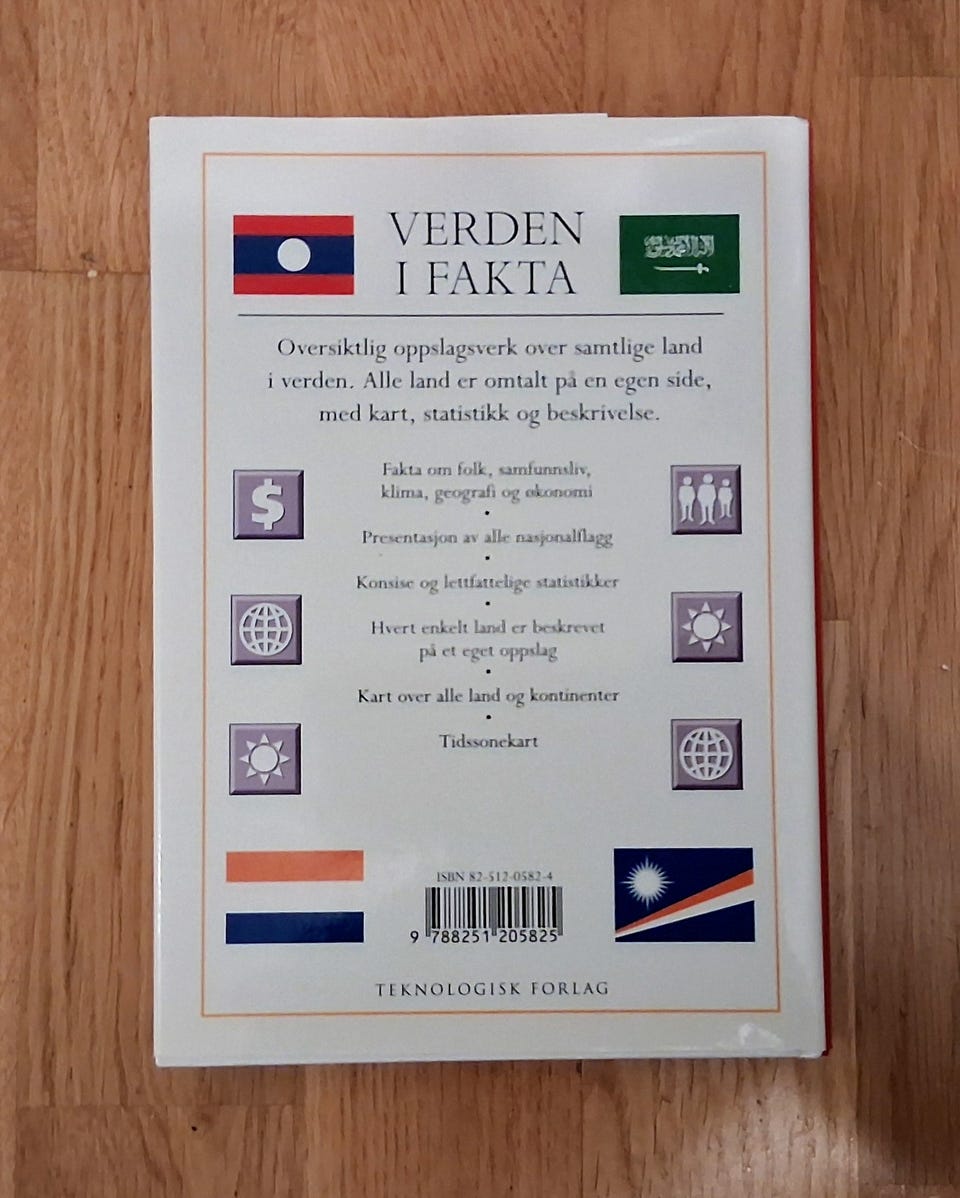 VERDEN
I FAKTA
Oversiktlig oppslagsverk over samtlige land
i verden. Alle land er omtalt på en egen side,
med kart, statistikk og beskrivelse.
Fakta om folk, samfunnsliv,
klima, geografi og økonomi
•
Presentasjon av alle nasjonalflagg
•
Konsise og lettfattelige statistikker
•
Hvert enkelt land er beskrevet
på et eget oppslag
•
Kart over alle land og kontinenter
•
Tidssonekart
$
ISBN 82-512-0582-4
9 788251 205825
TEKNOLOGISK FORLAG